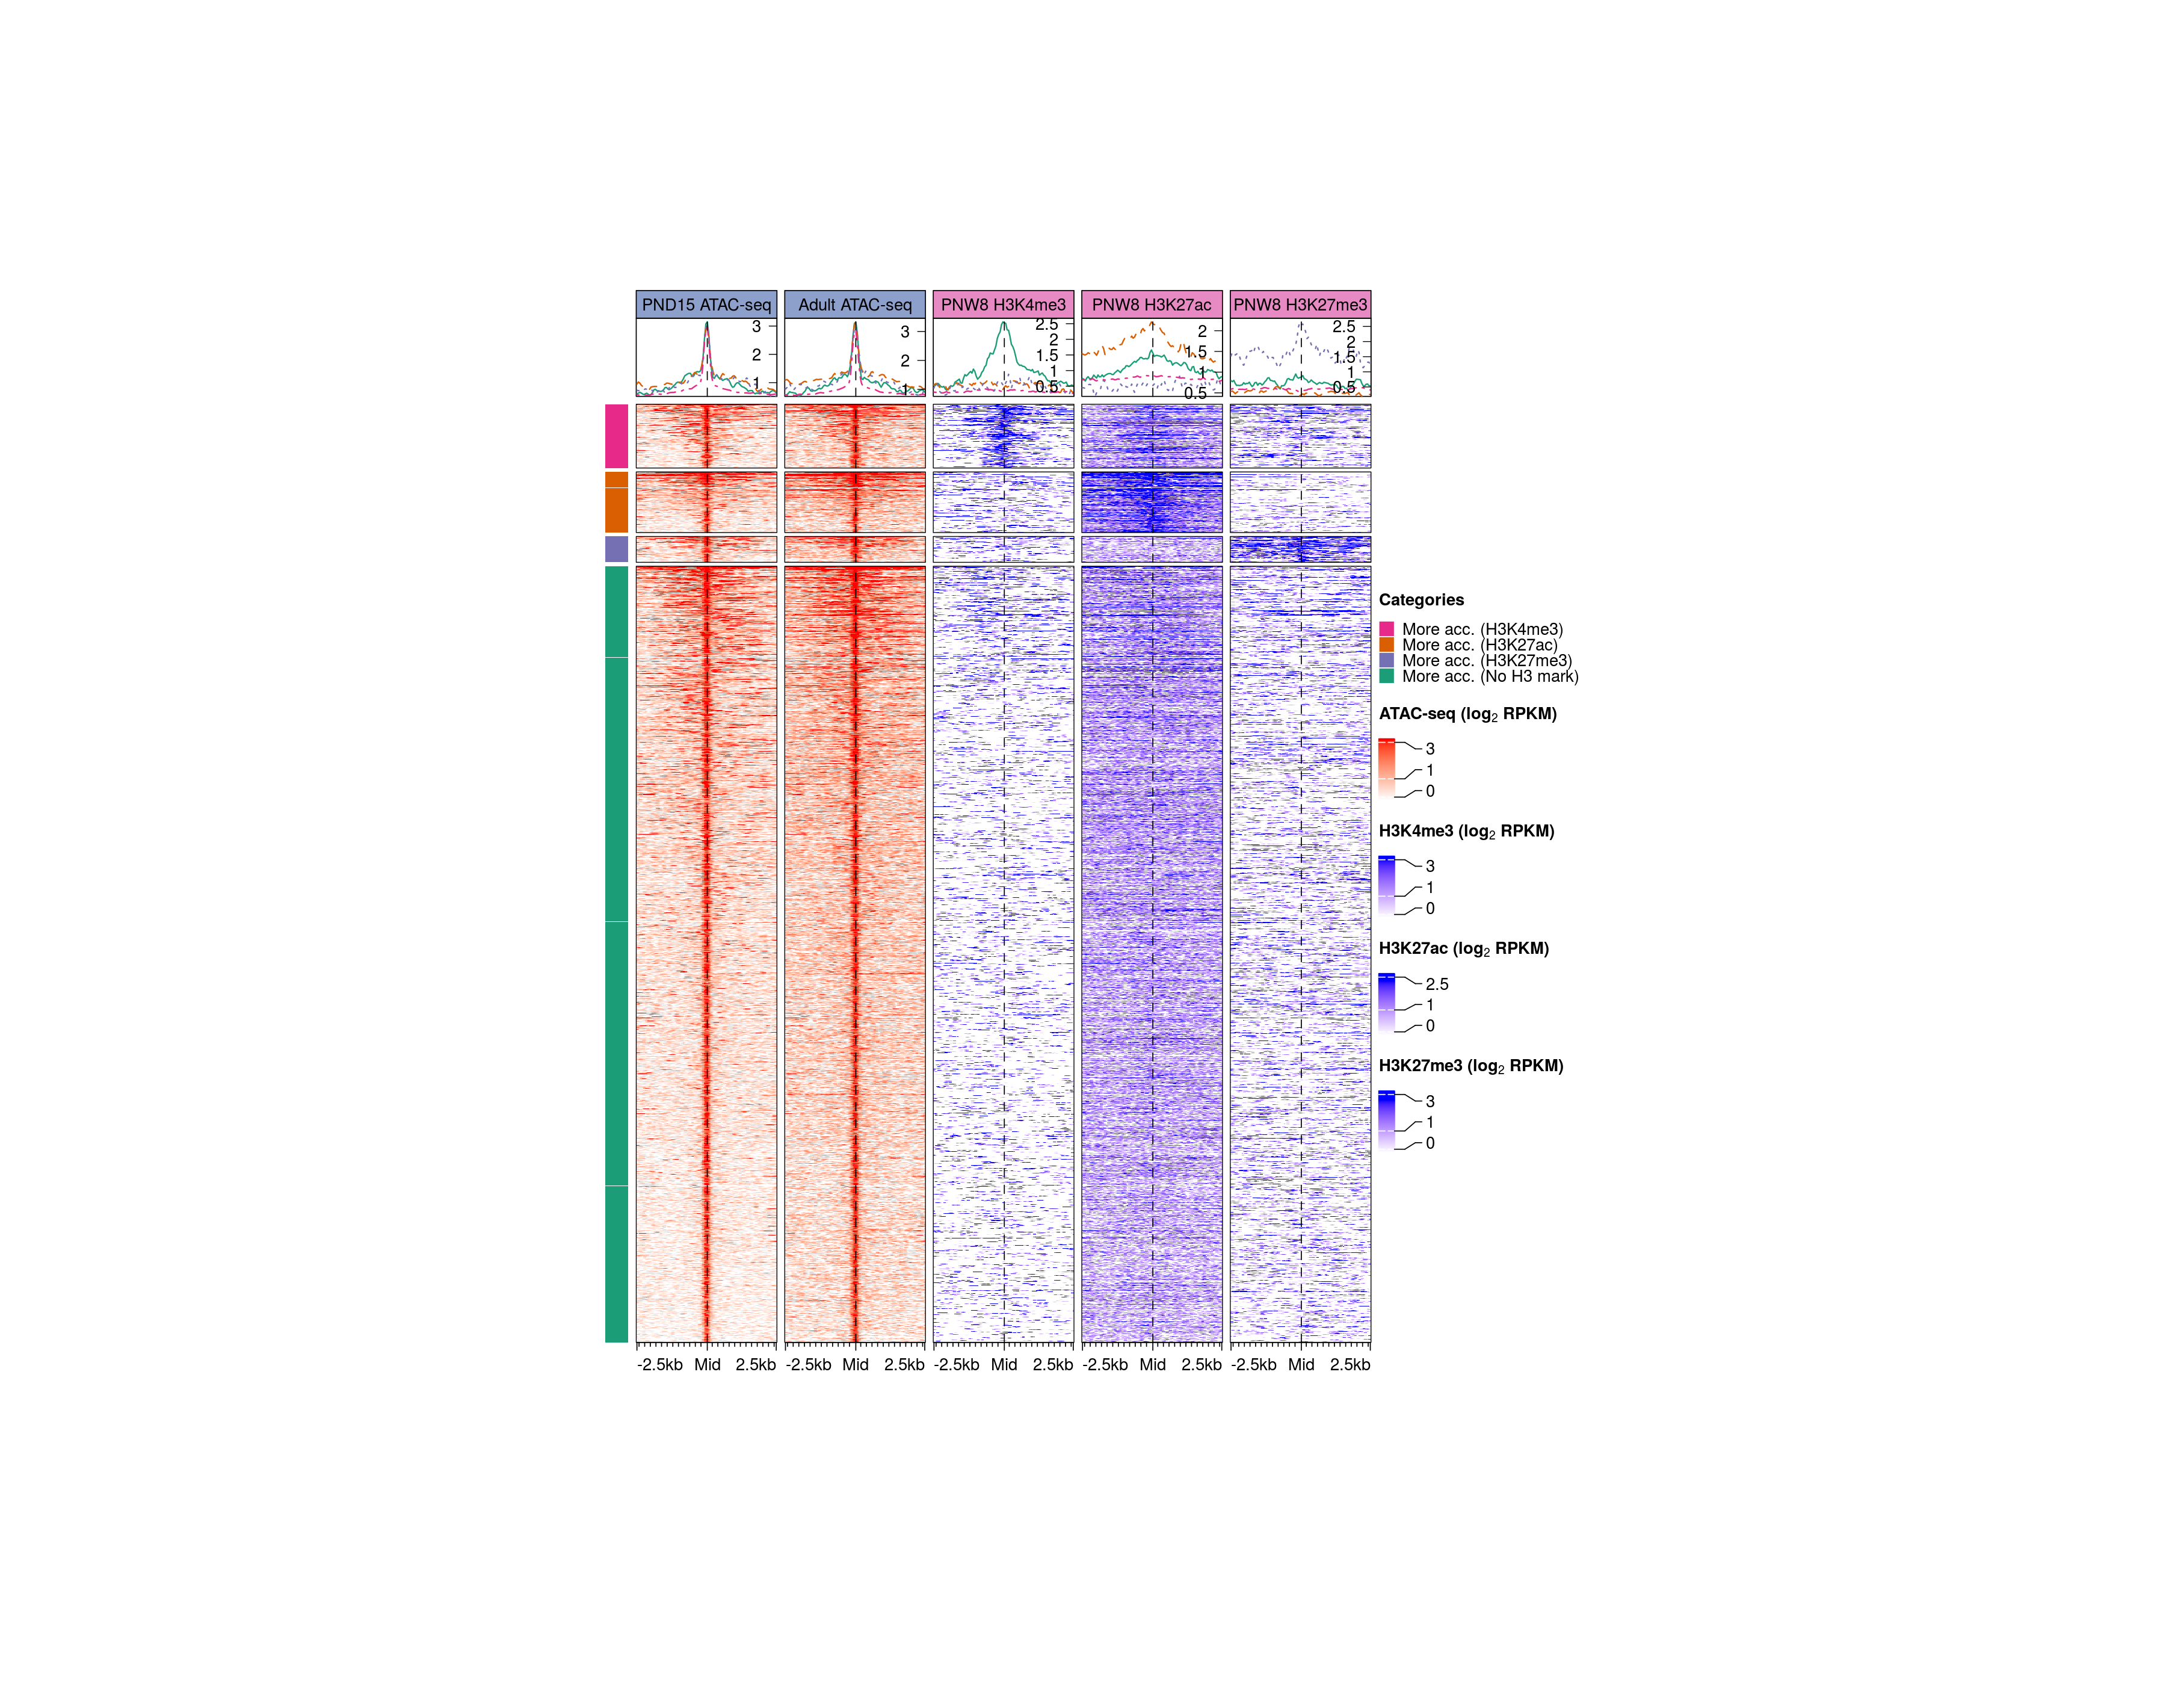 PND15 ATAC-seq
Adult ATAC-seq
PNW8 H3K4me3
PNW8 H3K27ac
PNW8 H3K27me3
3
2
1
3
2
1
2.5
2
1.5
1
0.5
2
1.5
1
0.5
2.5
2
1.5
1
0.5
Categories
More acc. (H3K4me3)
More acc. (H3K27ac)
More acc. (H3K27me3)
More acc. (No H3 mark)
ATAC-seq (log₂ RPKM)
3
1
0
H3K4me3 (log₂ RPKM)
3
1
0
H3K27ac (log₂ RPKM)
2.5
1
0
H3K27me3 (log₂ RPKM)
3
1
0
-2.5kb Mid 2.5kb
-2.5kb Mid 2.5kb
-2.5kb Mid 2.5kb
-2.5kb Mid 2.5kb
-2.5kb Mid 2.5kb